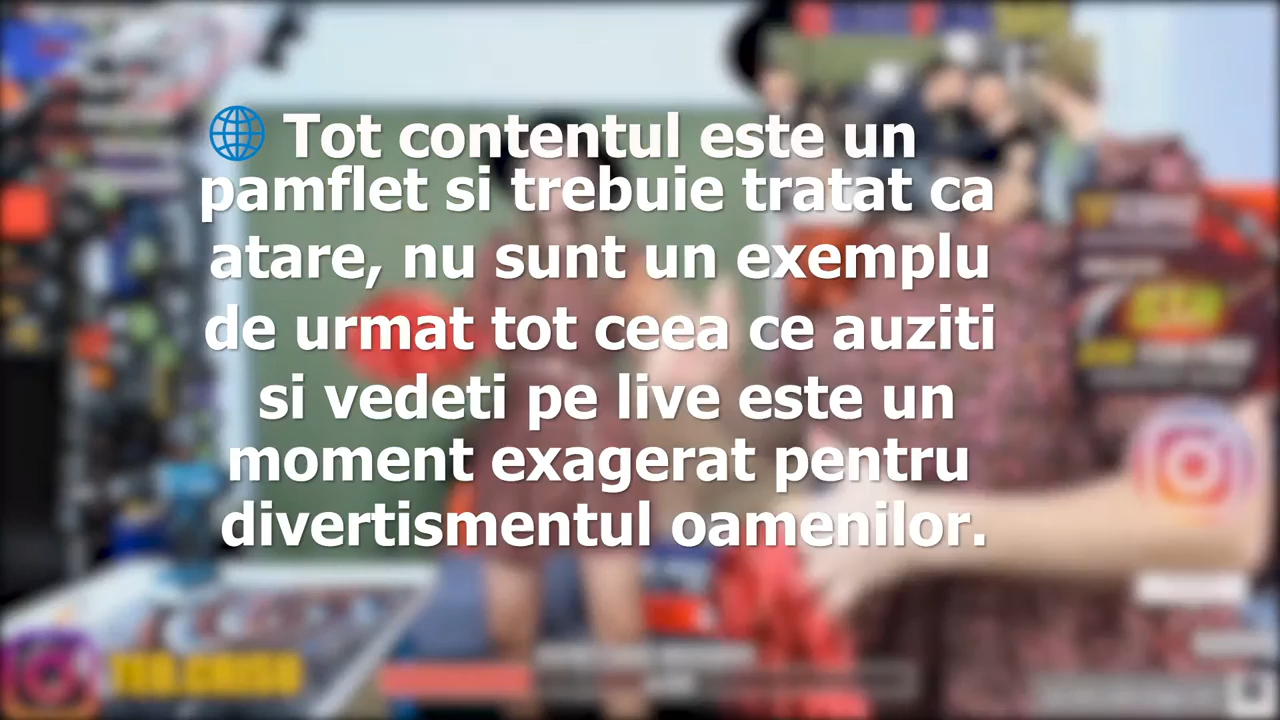 🌐 Tot contentul este un
pamflet si trebuie tratat ca
atare, nu sunt un exemplu
de urmat tot ceea ce auziti
si vedeti pe live este un
moment exagerat pentru
divertismentul oamenilor.